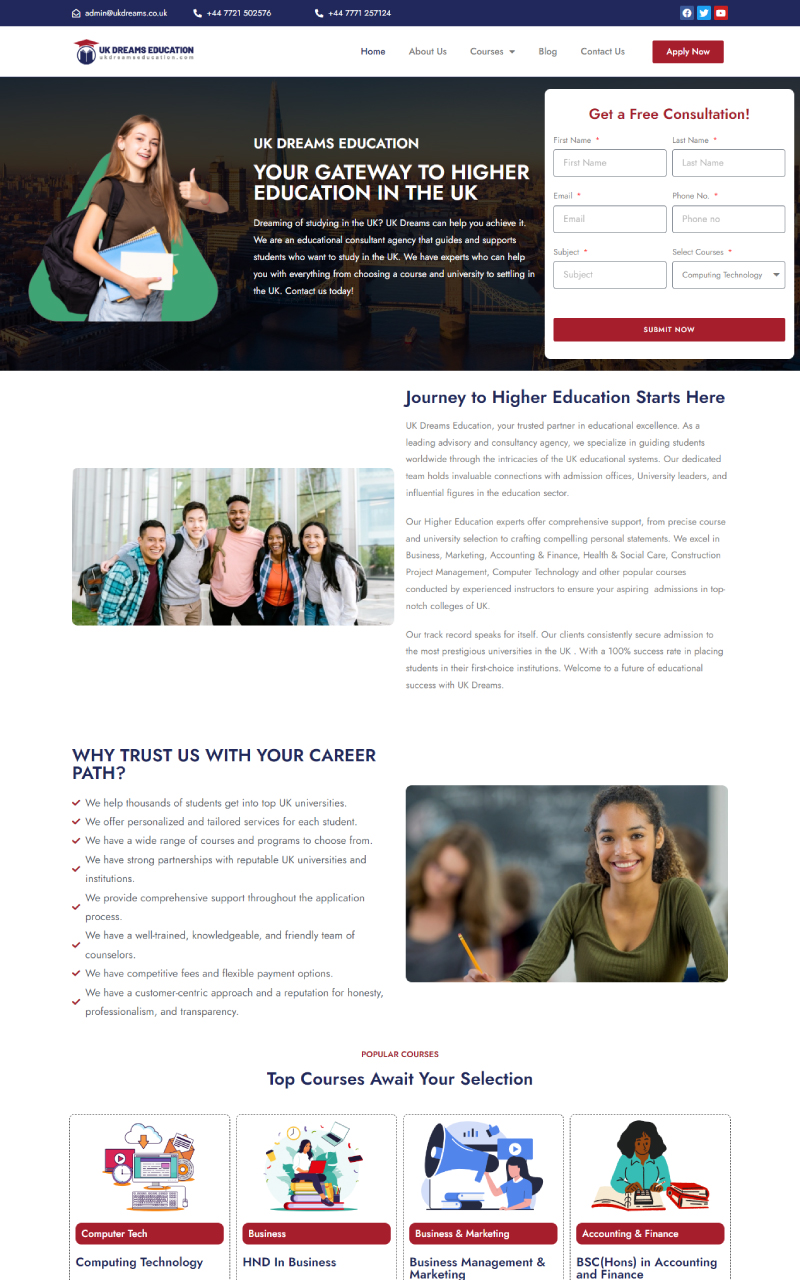 admin@ukdreams.co.uk
+44 7721 502576
+44 7771 257124
UK DREAMS EDUCATION
ukdreamseducation.com
Home
About Us
Courses
Blog
Contact Us
Apply Now
UK DREAMS EDUCATION
YOUR GATEWAY TO HIGHER
EDUCATION IN THE UK
Dreaming of studying in the UK? UK Dreams can help you achieve it.
We are an educational consultant agency that guides and supports
students who want to study in the UK. We have experts who can help
you with everything from choosing a course and university to settling in
the UK. Contact us today!
Get a Free Consultation!
First Name *
Last Name *
First Name
Last Name
Email *
Phone No. *
Email
Phone no
Subject *
Select Courses *
Subject
Computing Technology
SUBMIT NOW
Journey to Higher Education Starts Here
UK Dreams Education, your trusted partner in educational excellence. As a
leading advisory and consultancy agency, we specialize in guiding students
worldwide through the intricacies of the UK educational systems. Our dedicated
team holds invaluable connections with admission offices, University leaders, and
influential figures in the education sector.
Our Higher Education experts offer comprehensive support, from precise course
and university selection to crafting compelling personal statements. We excel in
Business, Marketing, Accounting & Finance, Health & Social Care, Construction
Project Management, Computer Technology and other popular courses
conducted by experienced instructors to ensure your aspiring admissions in top-
notch colleges of UK.
Our track record speaks for itself. Our clients consistently secure admission to
the most prestigious universities in the UK . With a 100% success rate in placing
students in their first-choice institutions. Welcome to a future of educational
success with UK Dreams.
WHY TRUST US WITH YOUR CAREER
PATH?
We help thousands of students get into top UK universities.
We offer personalized and tailored services for each student.
We have a wide range of courses and programs to choose from.
We have strong partnerships with reputable UK universities and
institutions.
We provide comprehensive support throughout the application
process.
We have a well-trained, knowledgeable, and friendly team of
counselors.
We have competitive fees and flexible payment options.
We have a customer-centric approach and a reputation for honesty,
professionalism, and transparency.
POPULAR COURSES
Top Courses Await Your Selection
Computer Tech
Computing Technology
Business
HND In Business
Business & Marketing
Business Management &
Marketing
Accounting & Finance
BSC(Hons) in Accounting
and Finance